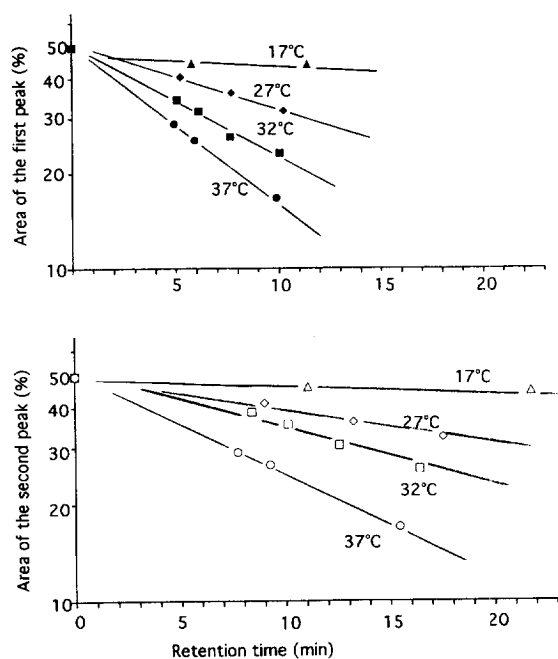 Area of the first peak (%)
50
40
30
20
10
17°C
27°C
32°C
37°C
5
10
15
20
Area of the second peak (%)
50
40
30
20
10
17°C
27°C
32°C
37°C
0
5
10
15
20
Retention time (min)